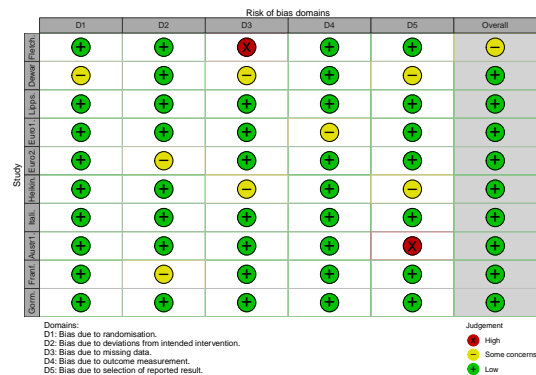 Risk of bias domains
D1 D2 D3 D4 D5 Overall
Study
Fletch.
Dewar
Lipps.
Euro1.
Euro2.
Heikin.
Itali.
Austr1
Frant.
Gorm.
Domains:
D1: Bias due to randomisation.
D2: Bias due to deviations from intended intervention.
D3: Bias due to missing data.
D4: Bias due to outcome measurement.
D5: Bias due to selection of reported result.
Judgement
High
Some concerns
Low